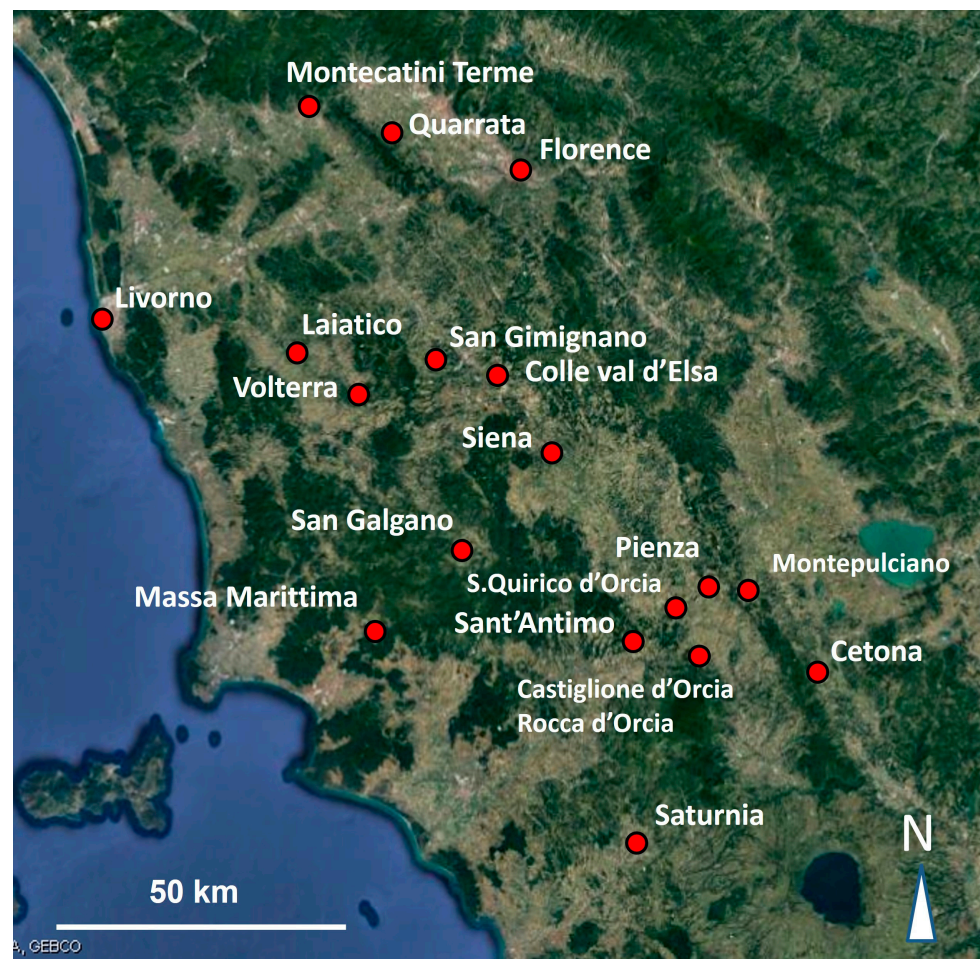 Montecatini Terme
Quarrata
Florence
Livorno
Laiatico
San Gimignano
Colle val d’Elsa
Volterra
Siena
San Galgano
Pienza
Montepulciano
S.Quirico d’Orcia
Massa Marittima
Sant’Antimo
Cetona
Castiglione d’Orcia
Rocca d’Orcia
Saturnia
N
50 km
A, GEBCO